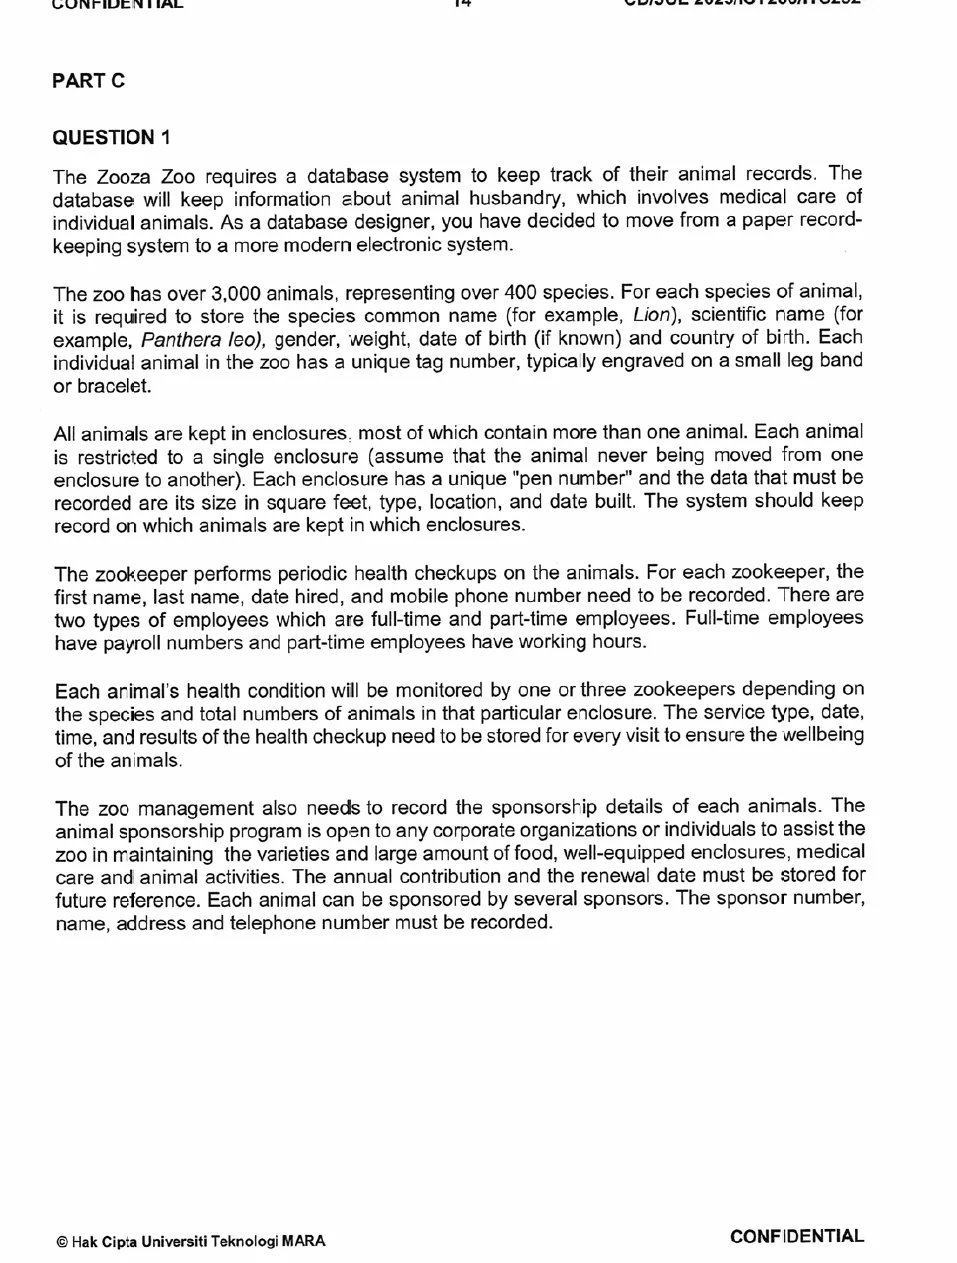 CONFIDENTIAL 14
PART C
QUESTION 1
The Zooza Zoo requires a database system to keep track of their animal records. The
database will keep information about animal husbandry, which involves medical care of
individual animals. As a database designer, you have decided to move from a paper record-
keeping system to a more modern electronic system.
The zoo has over 3,000 animals, representing over 400 species. For each species of animal,
it is required to store the species common name (for example, Lion), scientific name (for
example, Panthera leo), gender, weight, date of birth (if known) and country of birth. Each
individual animal in the zoo has a unique tag number, typically engraved on a small leg band
or bracelet.
All animals are kept in enclosures, most of which contain more than one animal. Each animal
is restricted to a single enclosure (assume that the animal never being moved from one
enclosure to another). Each enclosure has a unique "pen number" and the data that must be
recorded are its size in square feet, type, location, and date built. The system should keep
record on which animals are kept in which enclosures.
The zookeeper performs periodic health checkups on the animals. For each zookeeper, the
first name, last name, date hired, and mobile phone number need to be recorded. There are
two types of employees which are full-time and part-time employees. Full-time employees
have payroll numbers and part-time employees have working hours.
Each animal's health condition will be monitored by one or three zookeepers depending on
the species and total numbers of animals in that particular enclosure. The service type, date,
time, and results of the health checkup need to be stored for every visit to ensure the wellbeing
of the animals.
The zoo management also needs to record the sponsorship details of each animals. The
animal sponsorship program is open to any corporate organizations or individuals to assist the
zoo in maintaining the varieties and large amount of food, well-equipped enclosures, medical
care and animal activities. The annual contribution and the renewal date must be stored for
future reference. Each animal can be sponsored by several sponsors. The sponsor number,
name, address and telephone number must be recorded.
© Hak Cipta Universiti Teknologi MARA CONFIDENTIAL